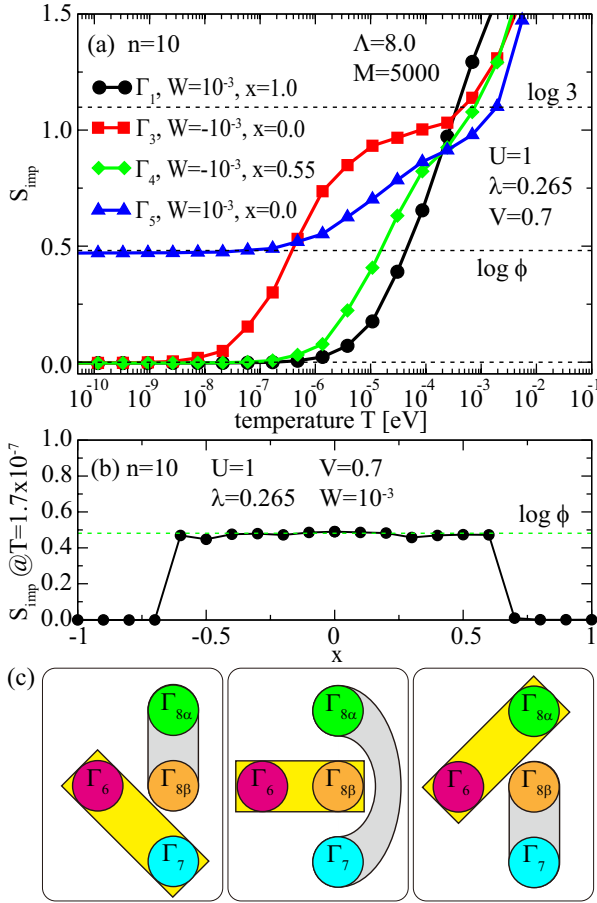 (a) n=10
Λ=8.0
M=5000
Γ₁, W=10⁻³, x=1.0
Γ₃, W=-10⁻³, x=0.0
Γ₄, W=-10⁻³, x=0.55
Γ₅, W=10⁻³, x=0.0
log 3
U=1
λ=0.265
V=0.7
log ϕ
S_imp
1.5
1.0
0.5
0.0
10⁻¹⁰ 10⁻⁹ 10⁻⁸ 10⁻⁷ 10⁻⁶ 10⁻⁵ 10⁻⁴ 10⁻³ 10⁻² 10⁻¹
temperature T [eV]
(b) n=10 U=1 V=0.7
λ=0.265 W=10⁻³
log ϕ
S_imp @T=1.7x10⁻⁷
1.0
0.8
0.6
0.4
0.2
0.0
-1 -0.5 0 0.5 1
x
(c)
Γ₈α
Γ₆ Γ₈β
Γ₇
Γ₈α
Γ₆ Γ₈β
Γ₇
Γ₈α
Γ₆ Γ₈β
Γ₇